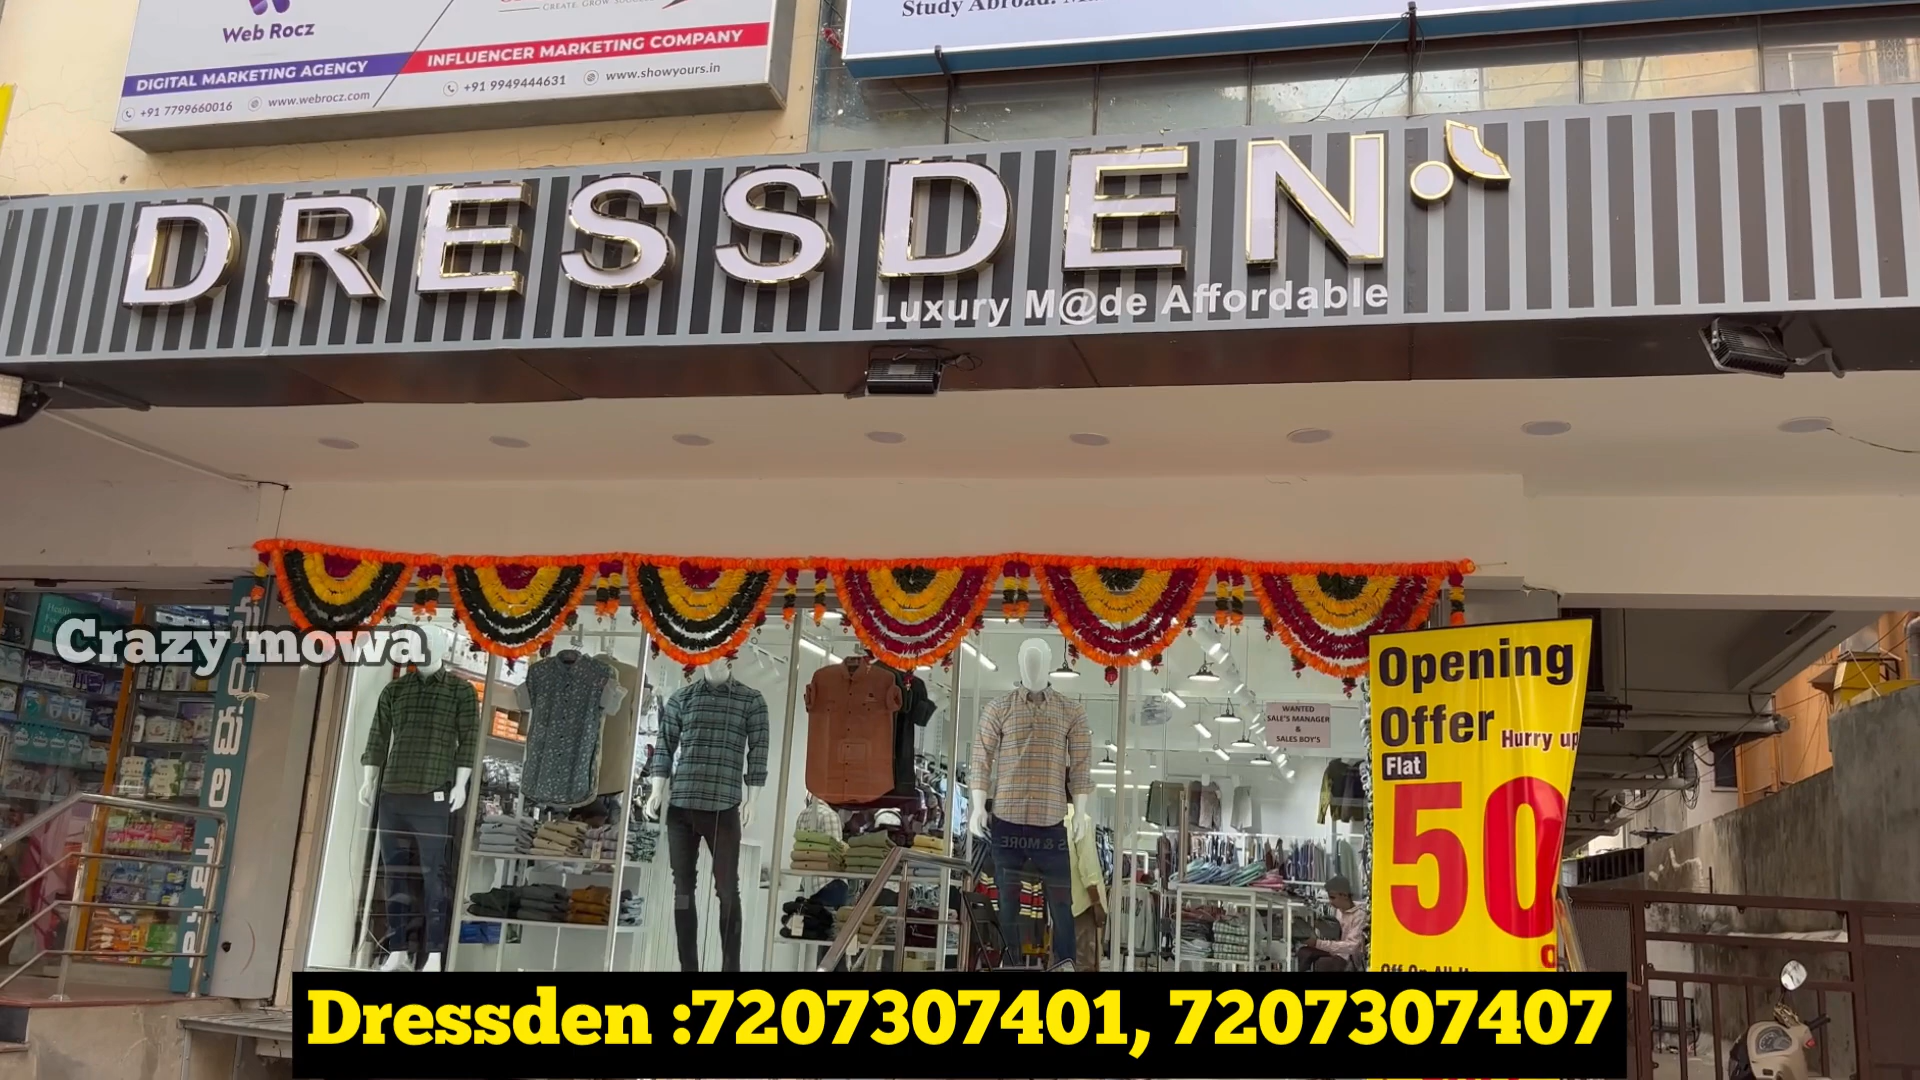 Web Rocz
DIGITAL MARKETING AGENCY
+91 7799660016 www.webrocz.com
INFLUENCER MARKETING COMPANY
+91 9949444631 www.showyours.in
Study Abroad.
DRESSDEN
Luxury M@de Affordable
Crazy mowa
WANTED
SALE'S MANAGER
&
SALES BOY'S
Opening
Offer Hurry up
Flat
50
Dressden :7207307401, 7207307407